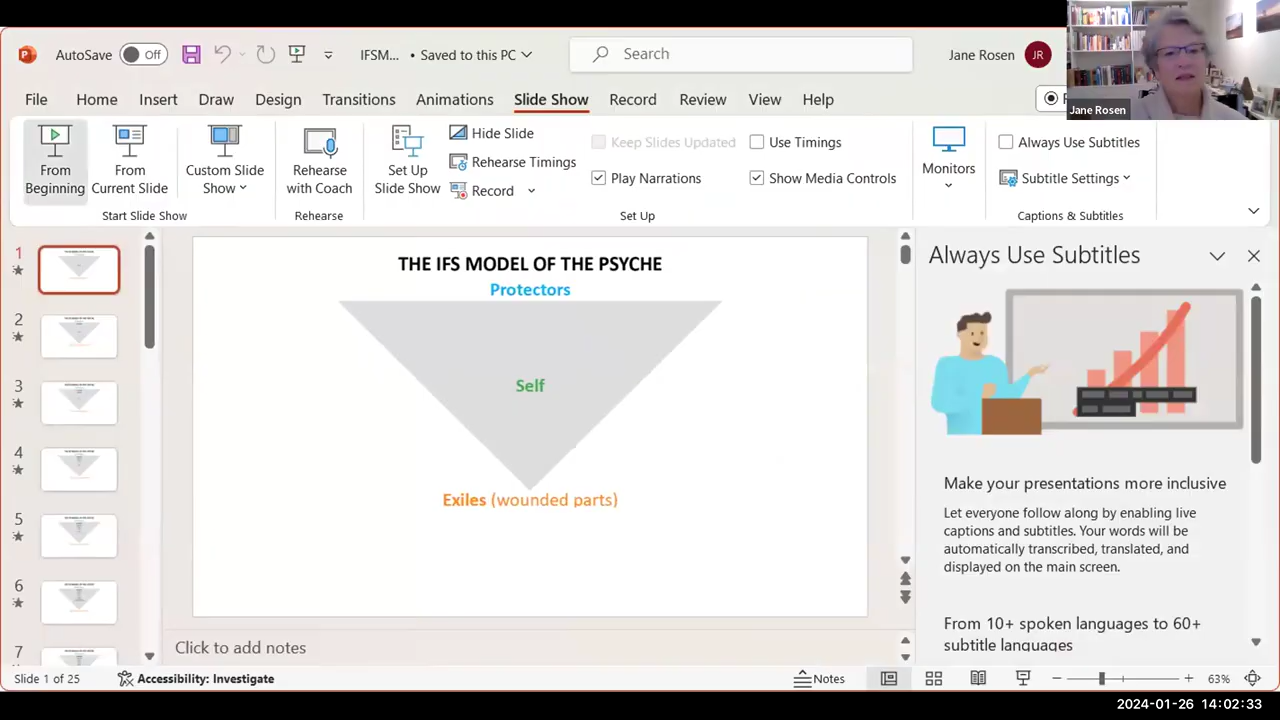 AutoSave Off IFSM... • Saved to this PC Search Jane Rosen JR
Jane Rosen
File Home Insert Draw Design Transitions Animations Slide Show Record Review View Help
From Beginning
From Current Slide
Custom Slide Show
Start Slide Show
Rehearse with Coach
Rehearse
Set Up Slide Show
Hide Slide
Rehearse Timings
Record
Keep Slides Updated
Play Narrations
Use Timings
Show Media Controls
Set Up
Monitors
Always Use Subtitles
Subtitle Settings
Captions & Subtitles
1
2
3
4
5
6
7
THE IFS MODEL OF THE PSYCHE
Protectors
Self
Exiles (wounded parts)
Click to add notes
Always Use Subtitles
Make your presentations more inclusive
Let everyone follow along by enabling live
captions and subtitles. Your words will be
automatically transcribed, translated, and
displayed on the main screen.
From 10+ spoken languages to 60+
subtitle languages
Slide 1 of 25 Accessibility: Investigate Notes 63%
2024-01-26 14:02:33